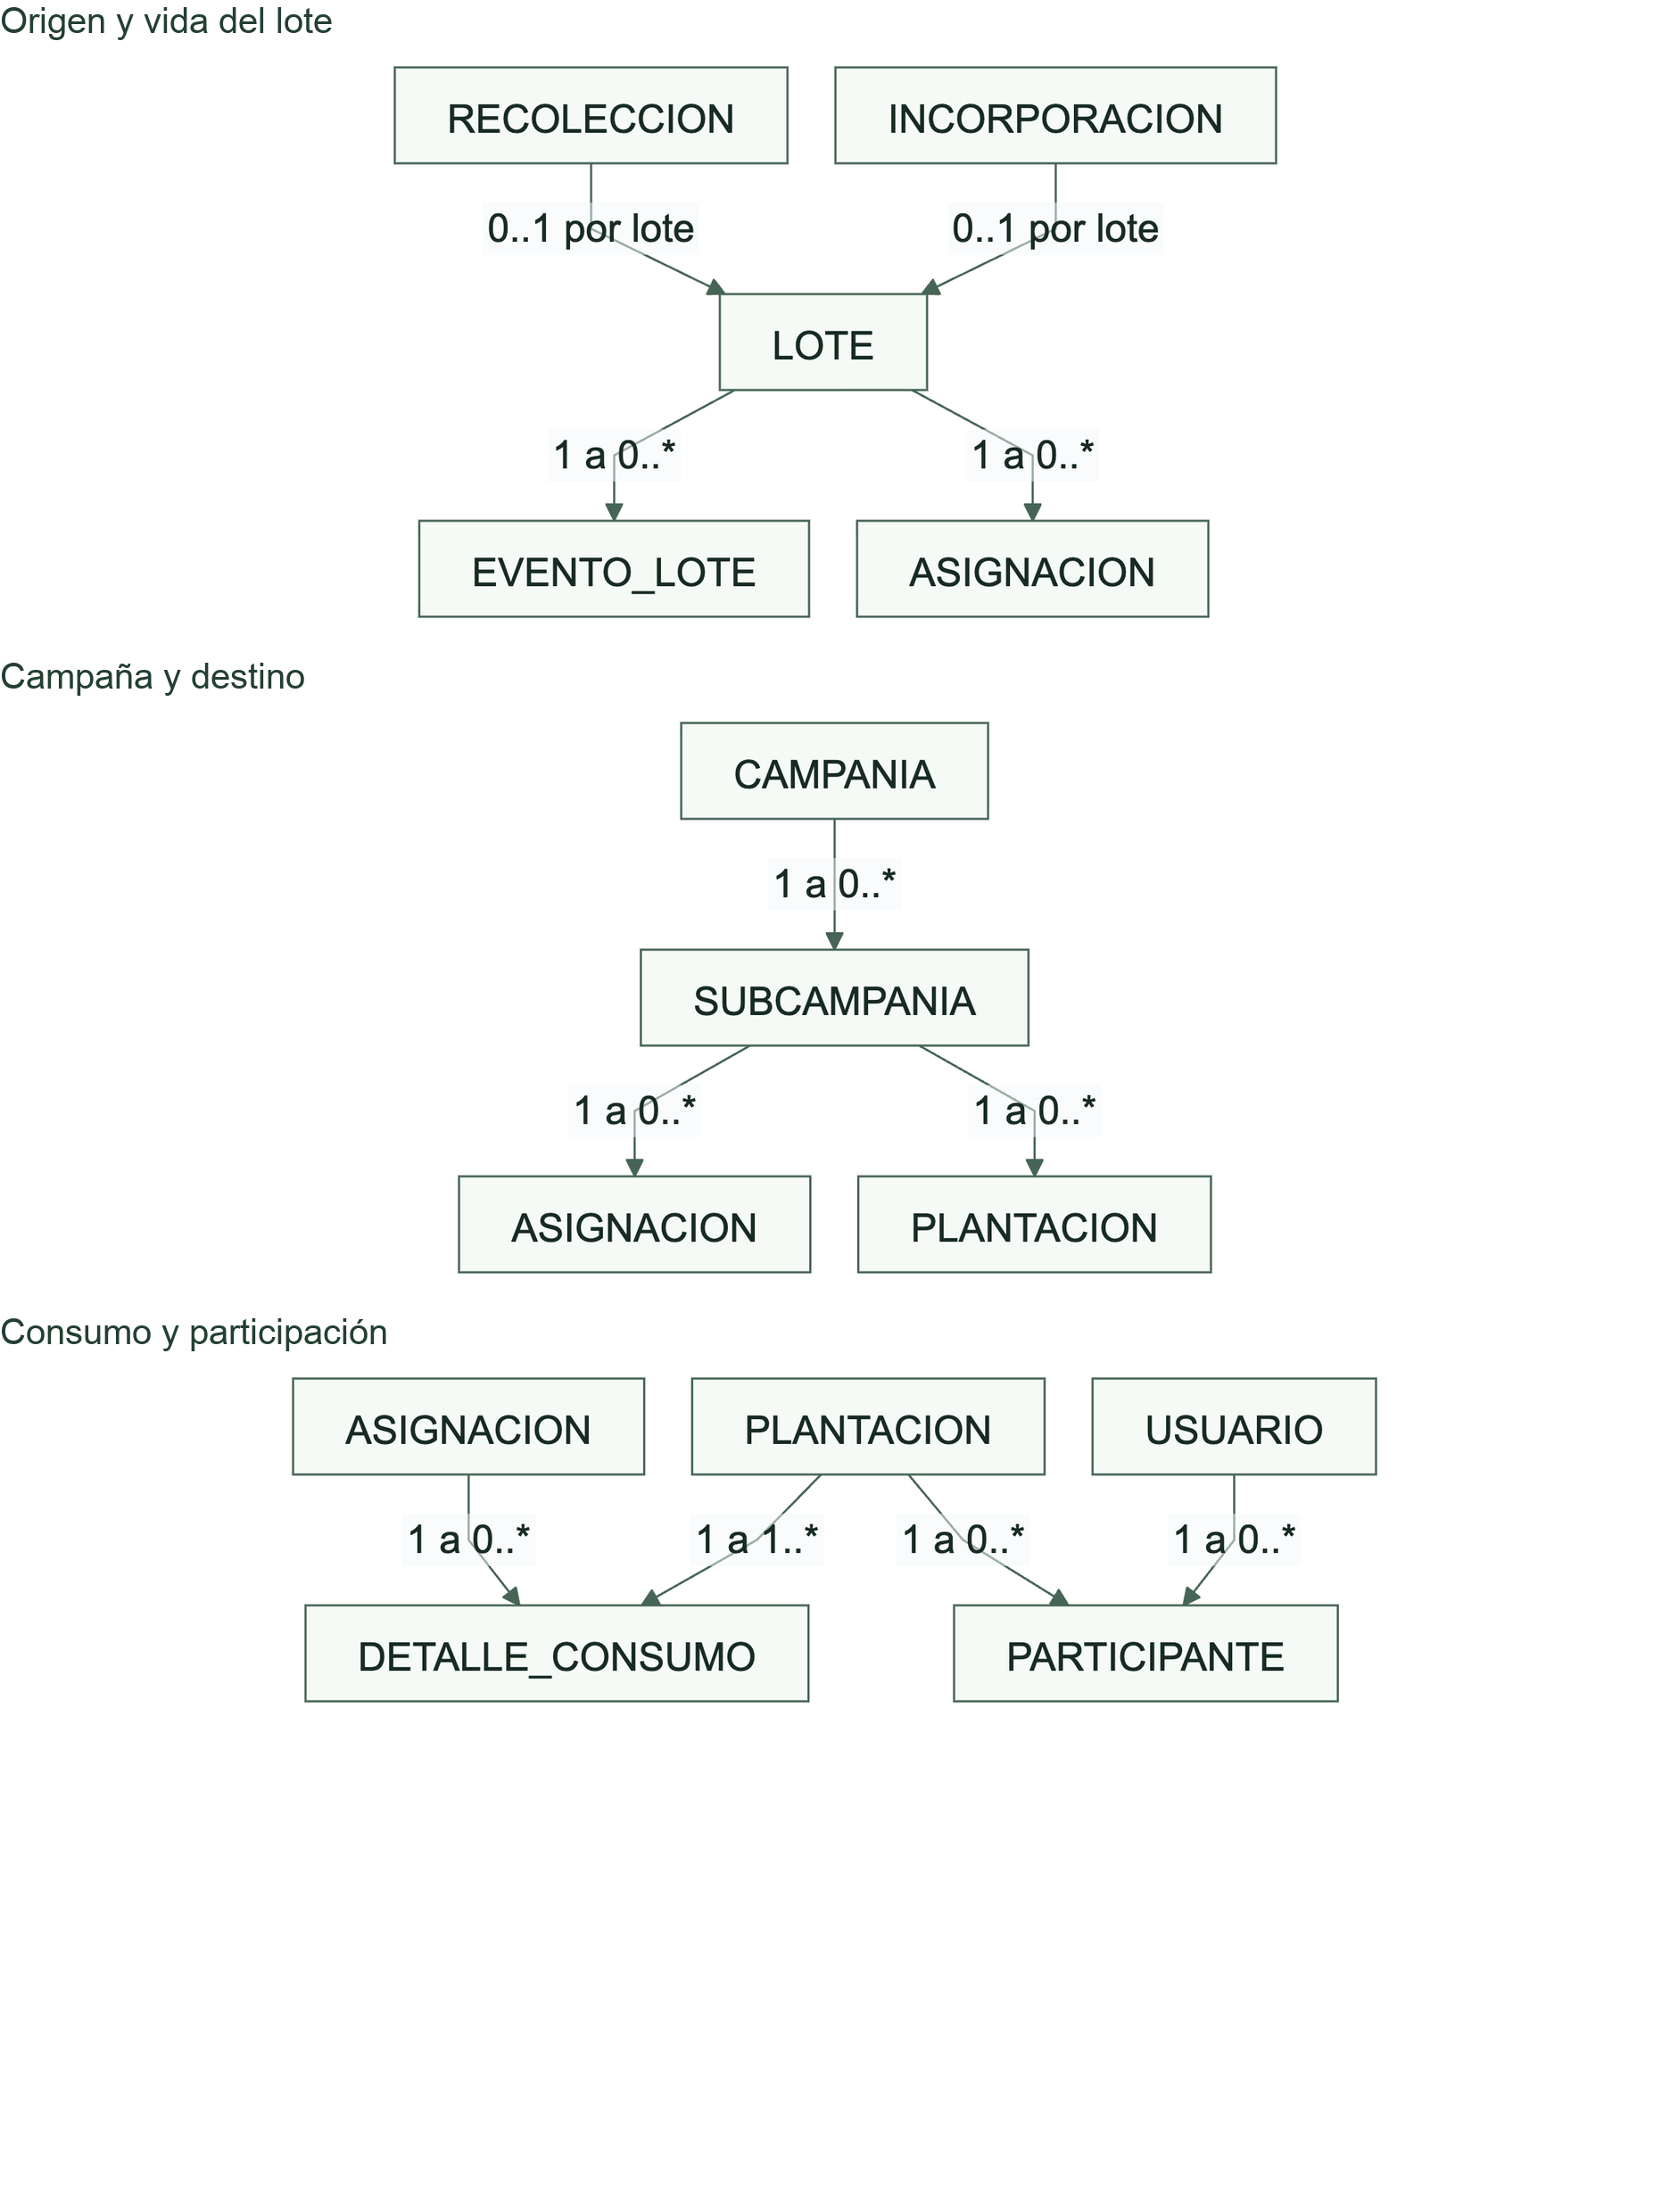 Origen y vida del lote
RECOLECCION
INCORPORACION
0..1 por lote
0..1 por lote
LOTE
1 a 0..*
1 a 0..*
EVENTO_LOTE
ASIGNACION
Campaña y destino
CAMPANIA
1 a 0..*
SUBCAMPANIA
1 a 0..*
1 a 0..*
ASIGNACION
PLANTACION
Consumo y participación
ASIGNACION
PLANTACION
USUARIO
1 a 0..*
1 a 1..*
1 a 0..*
1 a 0..*
DETALLE_CONSUMO
PARTICIPANTE